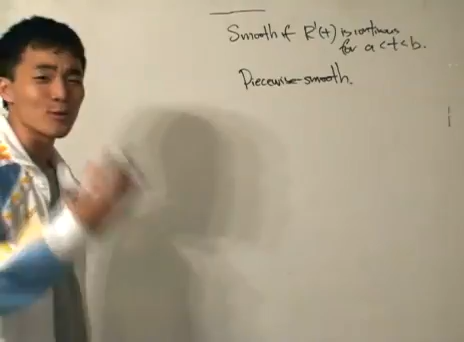 Smooth if R'(t) is continuous
for a < t < b.
Piecewise-smooth.